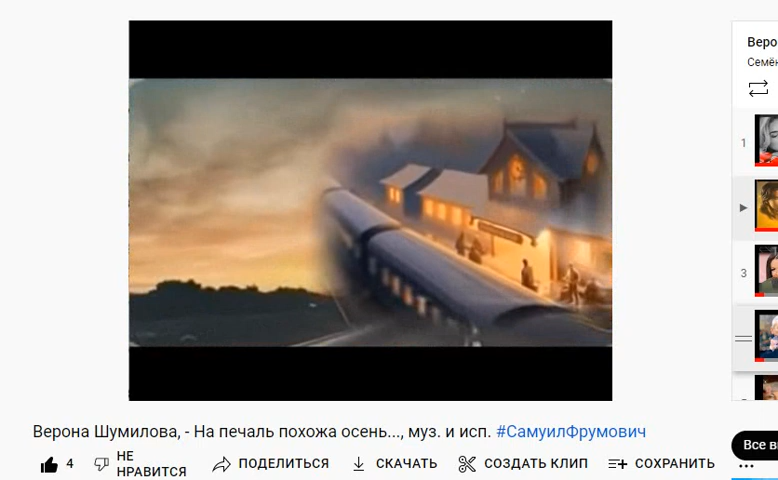 Веро
Семён
1
3
Верона Шумилова, - На печаль похожа осень..., муз. и исп. #СамуилФрумович
Все в
4
НЕ НРАВИТСЯ
ПОДЕЛИТЬСЯ
СКАЧАТЬ
СОЗДАТЬ КЛИП
СОХРАНИТЬ